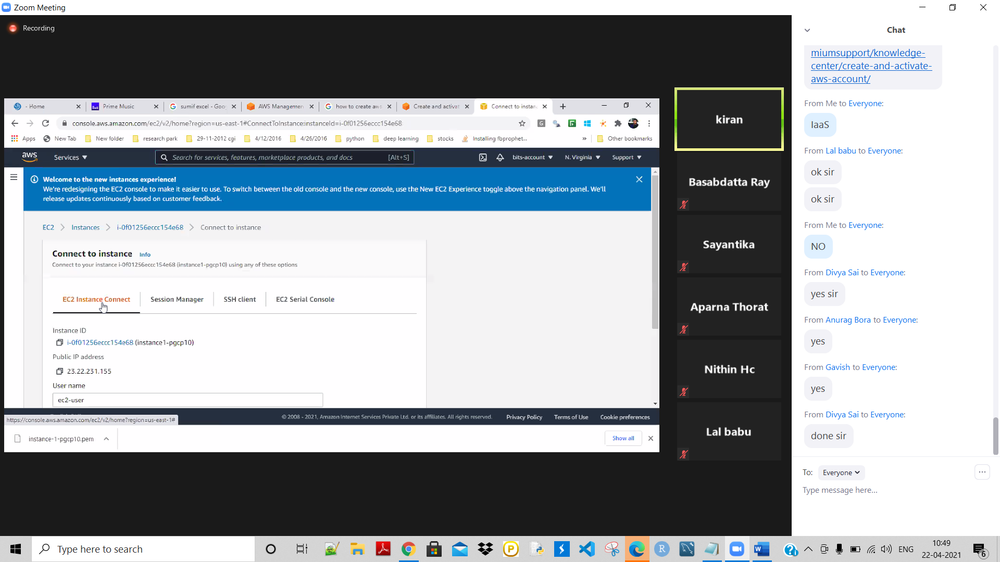 Zoom Meeting
Recording
- Home
Prime Music
sumif excel - Goo
AWS Managemen
how to create aws
Create and activat
Connect to instan
console.aws.amazon.com/ec2/v2/home?region=us-east-1#ConnectToInstance:instanceId=i-0f01256eccc154e68
Apps
New Tab
New folder
research park
29-11-2012 cgi
4/12/2016
4/26/2016
python
deep learning
stocks
Installing fbprophet...
»
Other bookmarks
aws
Services
Search for services, features, marketplace products, and docs
[Alt+S]
bits-account
N. Virginia
Support
Welcome to the new instances experience!
We're redesigning the EC2 console to make it easier to use. To switch between the old console and the new console, use the New EC2 Experience toggle above the navigation panel. We'll
release updates continuously based on customer feedback.
EC2
Instances
i-0f01256eccc154e68
Connect to instance
Connect to instance Info
Connect to your instance i-0f01256eccc154e68 (instance1-pgcp10) using any of these options
EC2 Instance Connect
Session Manager
SSH client
EC2 Serial Console
Instance ID
i-0f01256eccc154e68 (instance1-pgcp10)
Public IP address
23.22.231.155
User name
ec2-user
https://console.aws.amazon.com/ec2/v2/home?region=us-east-1#
© 2008 - 2021, Amazon Internet Services Private Ltd. or its affiliates. All rights reserved.
Privacy Policy
Terms of Use
Cookie preferences
instance-1-pgcp10.pem
Show all
kiran
Basabdatta Ray
Sayantika
Aparna Thorat
Nithin Hc
Lal babu
Chat
miumsupport/knowledge-
center/create-and-activate-
aws-account/
From Me to Everyone:
IaaS
From Lal babu to Everyone:
ok sir
ok sir
From Me to Everyone:
NO
From Divya Sai to Everyone:
yes sir
From Anurag Bora to Everyone:
yes
From Gavish to Everyone:
yes
From Divya Sai to Everyone:
done sir
To: Everyone
Type message here...
Type here to search
ENG
10:49
22-04-2021
6